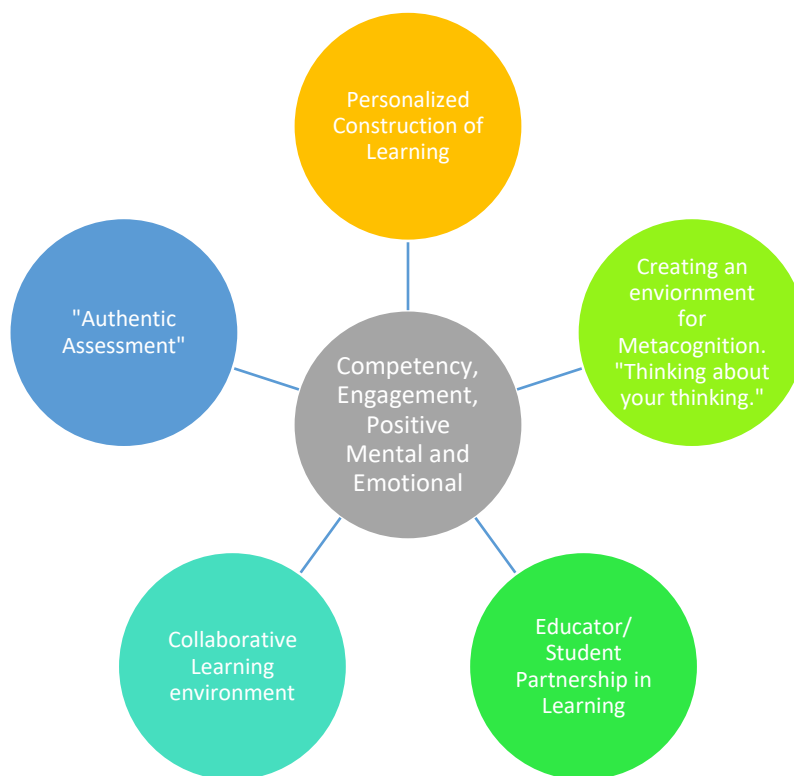 Personalized
Construction of
Learning
"Authentic
Assessment"
Creating an
enviornment
for
Metacognition.
"Thinking about
your thinking."
Competency,
Engagement,
Positive
Mental and
Emotional
Collaborative
Learning
environment
Educator/
Student
Partnership in
Learning